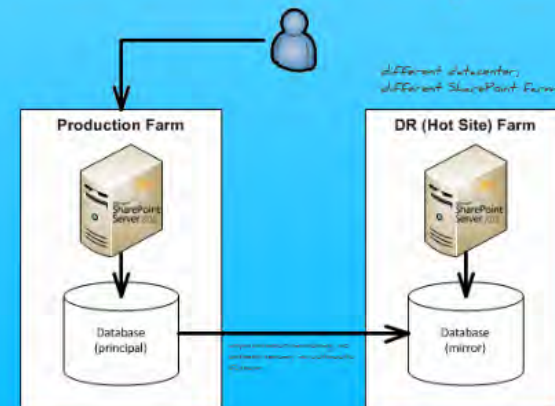 different datacenter;
different SharePoint Farm
Production Farm
DR (Hot Site) Farm
SharePoint
Server
SharePoint
Server
Database
(principal)
Database
(mirror)